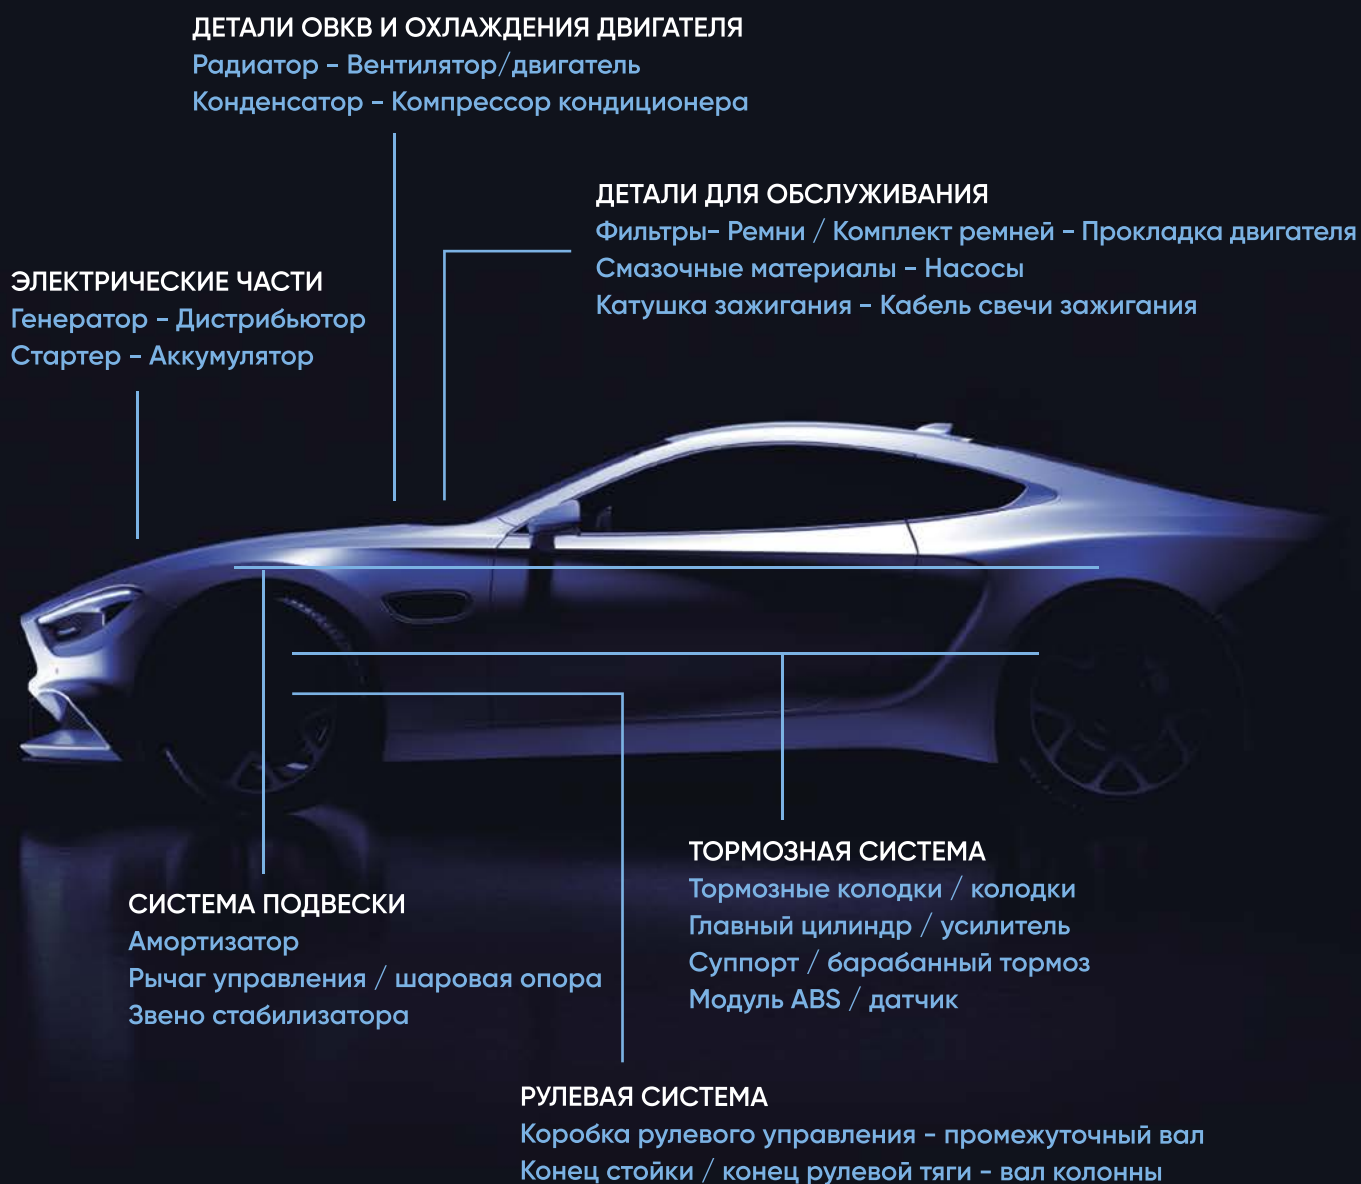 ДЕТАЛИ ОВКВ И ОХЛАЖДЕНИЯ ДВИГАТЕЛЯ
Радиатор – Вентилятор/двигатель
Конденсатор – Компрессор кондиционера
ДЕТАЛИ ДЛЯ ОБСЛУЖИВАНИЯ
Фильтры– Ремни / Комплект ремней – Прокладка двигателя
Смазочные материалы – Насосы
Катушка зажигания – Кабель свечи зажигания
ЭЛЕКТРИЧЕСКИЕ ЧАСТИ
Генератор – Дистрибьютор
Стартер – Аккумулятор
СИСТЕМА ПОДВЕСКИ
Амортизатор
Рычаг управления / шаровая опора
Звено стабилизатора
ТОРМОЗНАЯ СИСТЕМА
Тормозные колодки / колодки
Главный цилиндр / усилитель
Суппорт / барабанный тормоз
Модуль ABS / датчик
РУЛЕВАЯ СИСТЕМА
Коробка рулевого управления - промежуточный вал
Конец стойки / конец рулевой тяги - вал колонны